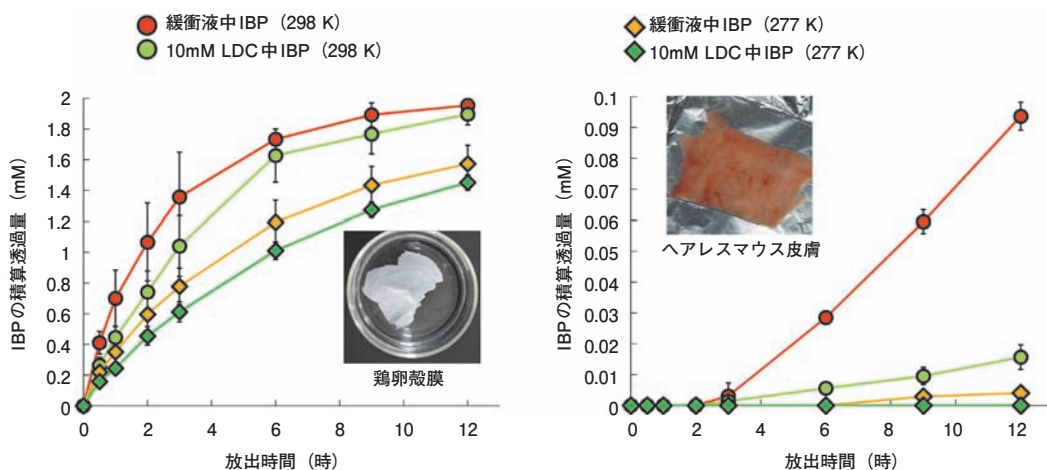 緩衝液中IBP（298 K）
10mM LDC中IBP（298 K）
IBPの積算透過量（mM）
2
1.8
1.6
1.4
1.2
1
0.8
0.6
0.4
0.2
0
0 2 4 6 8 10 12
放出時間（時）
鶏卵殻膜
緩衝液中IBP（277 K）
10mM LDC中IBP（277 K）
IBPの積算透過量（mM）
0.1
0.09
0.08
0.07
0.06
0.05
0.04
0.03
0.02
0.01
0
0 2 4 6 8 10 12
放出時間（時）
ヘアレスマウス皮膚